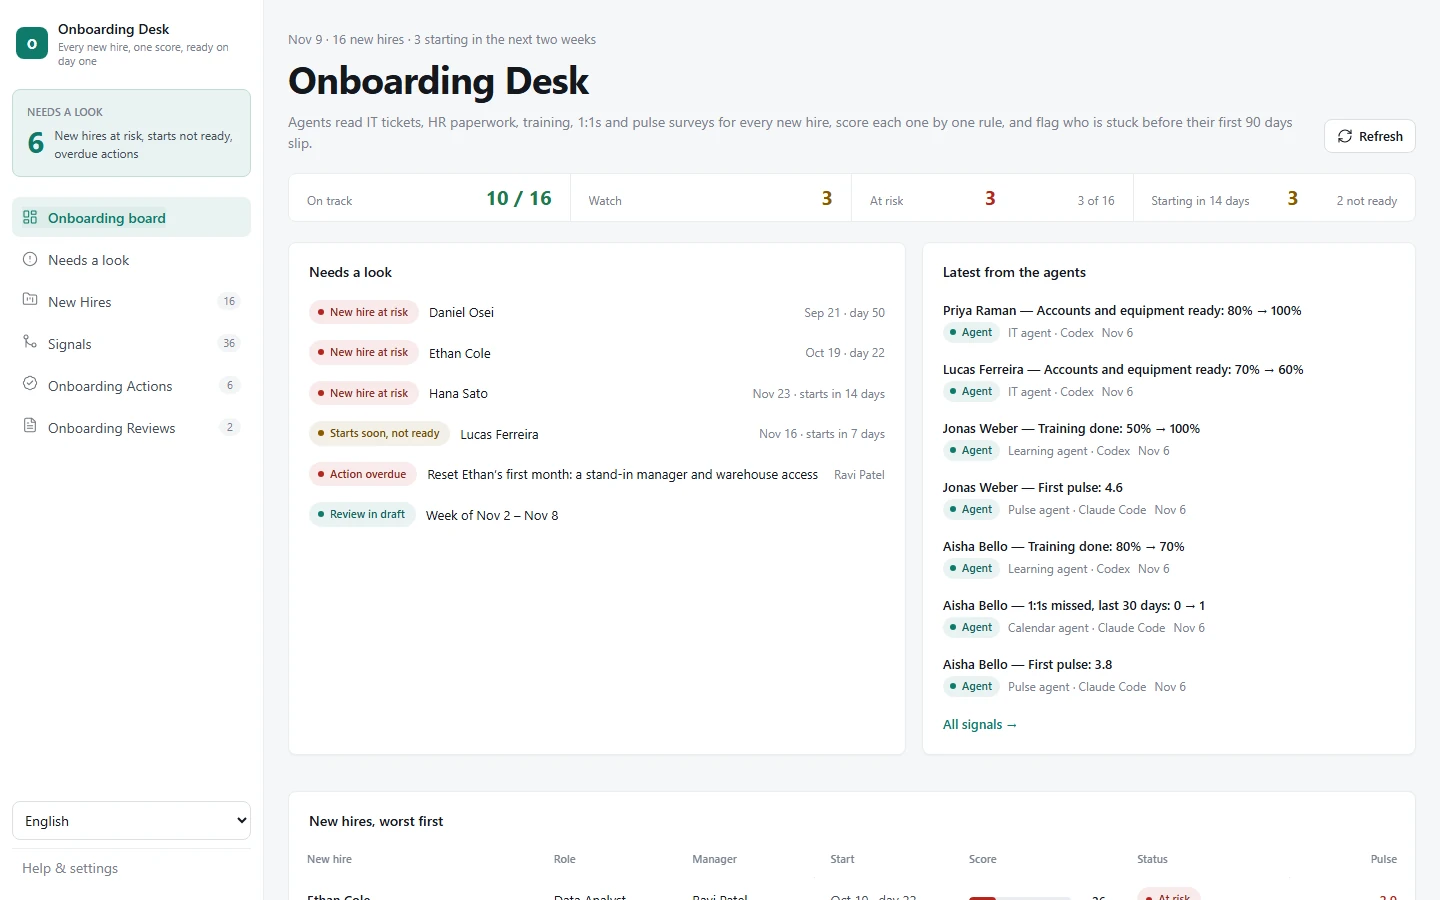 o
Onboarding Desk
Every new hire, one score, ready on
day one
NEEDS A LOOK
6
New hires at risk, starts not ready,
overdue actions
Onboarding board
Needs a look
New Hires 16
Signals 36
Onboarding Actions 6
Onboarding Reviews 2
English
Help & settings
Nov 9 · 16 new hires · 3 starting in the next two weeks
Onboarding Desk
Agents read IT tickets, HR paperwork, training, 1:1s and pulse surveys for every new hire, score each one by one rule, and flag who is stuck before their first 90 days
slip.
Refresh
On track 10 / 16
Watch 3
At risk 3 3 of 16
Starting in 14 days 3 2 not ready
Needs a look
New hire at risk Daniel Osei Sep 21 · day 50
New hire at risk Ethan Cole Oct 19 · day 22
New hire at risk Hana Sato Nov 23 · starts in 14 days
Starts soon, not ready Lucas Ferreira Nov 16 · starts in 7 days
Action overdue Reset Ethan's first month: a stand-in manager and warehouse access Ravi Patel
Review in draft Week of Nov 2 – Nov 8
Latest from the agents
Priya Raman — Accounts and equipment ready: 80% → 100%
Agent IT agent · Codex Nov 6
Lucas Ferreira — Accounts and equipment ready: 70% → 60%
Agent IT agent · Codex Nov 6
Jonas Weber — Training done: 50% → 100%
Agent Learning agent · Codex Nov 6
Jonas Weber — First pulse: 4.6
Agent Pulse agent · Claude Code Nov 6
Aisha Bello — Training done: 80% → 70%
Agent Learning agent · Codex Nov 6
Aisha Bello — 1:1s missed, last 30 days: 0 → 1
Agent Calendar agent · Claude Code Nov 6
Aisha Bello — First pulse: 3.8
Agent Pulse agent · Claude Code Nov 6
All signals →
New hires, worst first
New hire Role Manager Start Score Status Pulse
Ethan Cole Data Analyst Ravi Patel Oct 19 · day 22 At risk